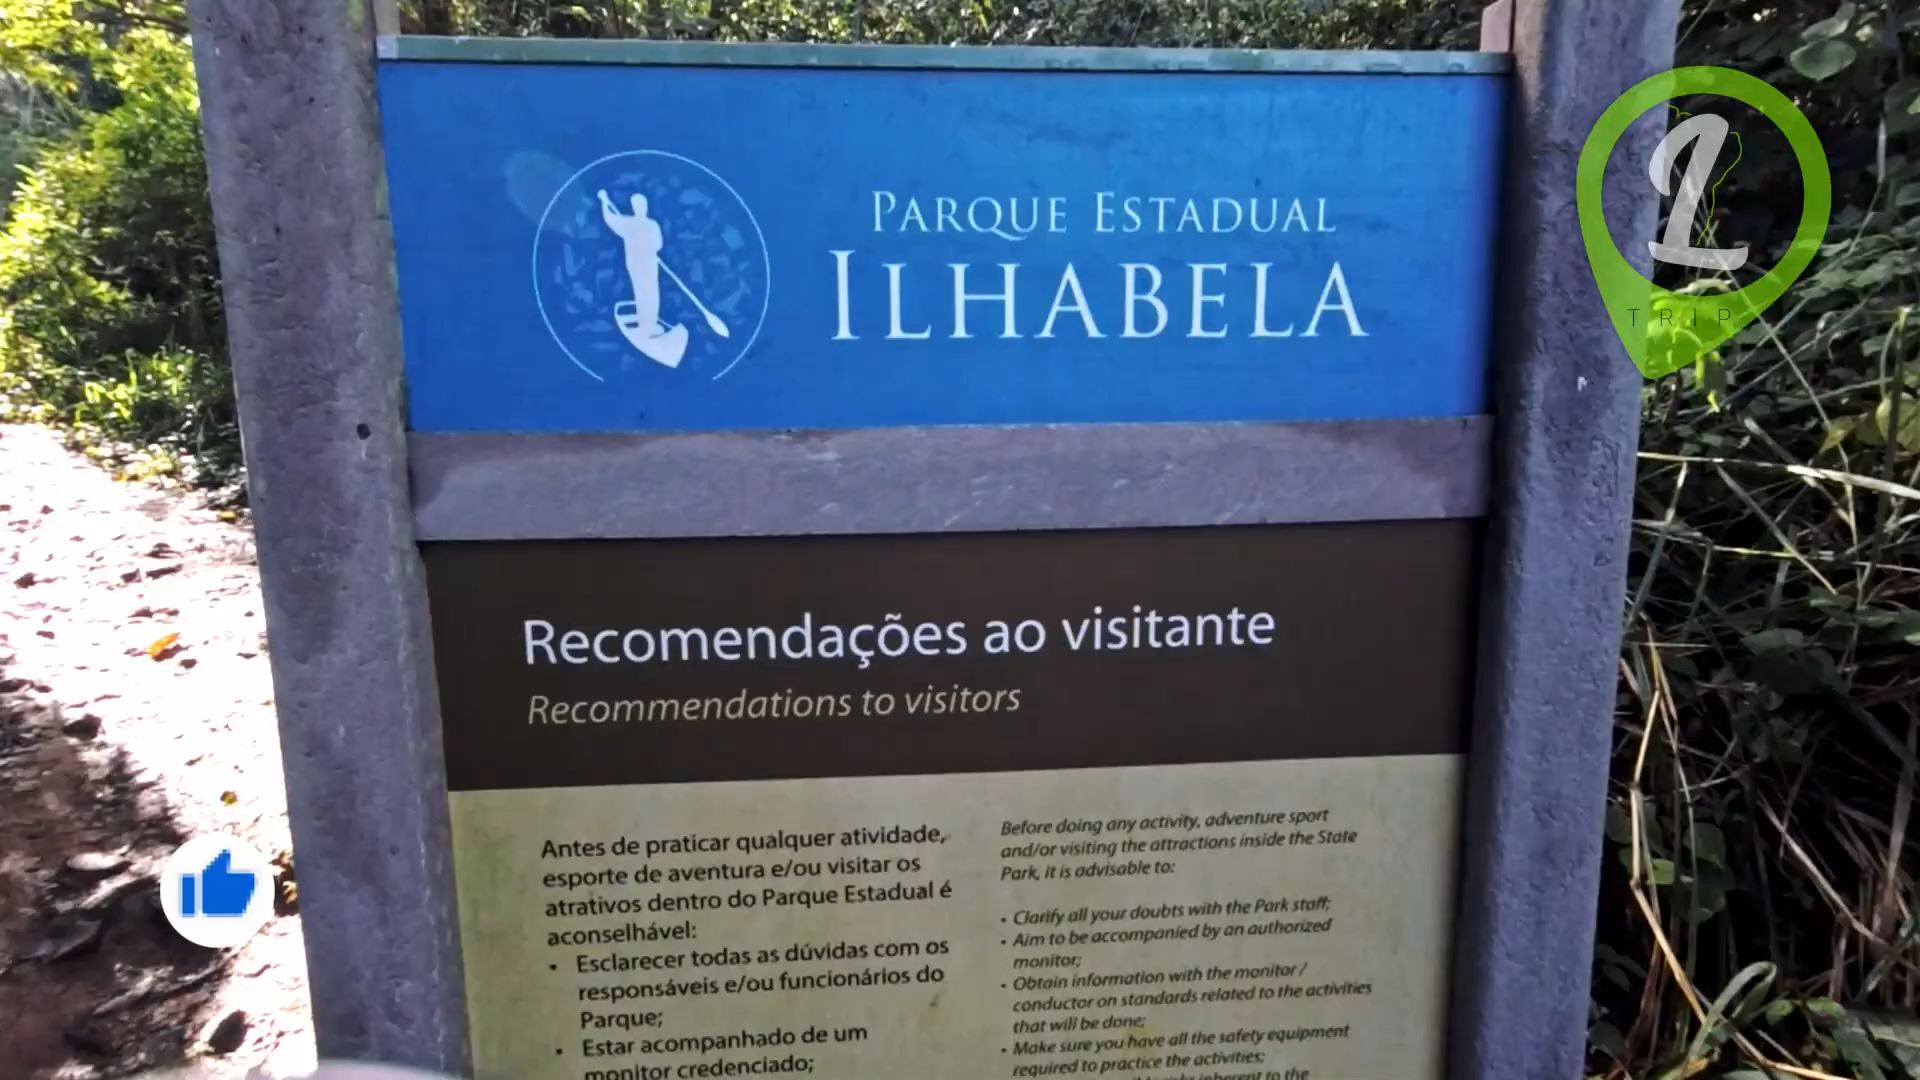 PARQUE ESTADUAL
ILHABELA
L
TRIP
Recomendações ao visitante
Recommendations to visitors
Antes de praticar qualquer atividade,
esporte de aventura e/ou visitar os
atrativos dentro do Parque Estadual é
aconselhável:
• Esclarecer todas as dúvidas com os
responsáveis e/ou funcionários do
Parque;
• Estar acompanhado de um
monitor credenciado;
Before doing any activity, adventure sport
and/or visiting the attractions inside the State
Park, it is advisable to:
• Clarify all your doubts with the Park staff;
• Aim to be accompanied by an authorized
monitor;
• Obtain information with the monitor/
conductor on standards related to the activities
that will be done;
• Make sure you have all the safety equipment
required to practice the activities;
inherent to the